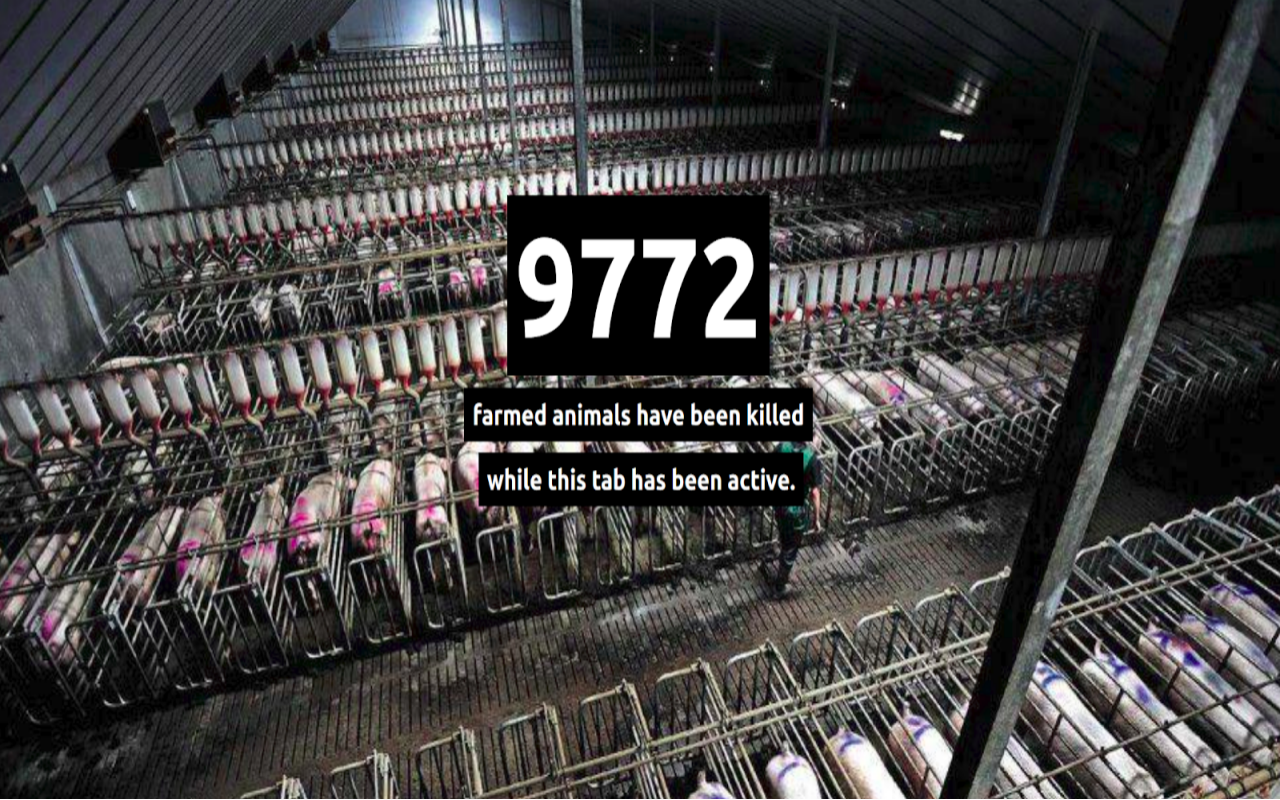 9772
farmed animals have been killed
while this tab has been active.